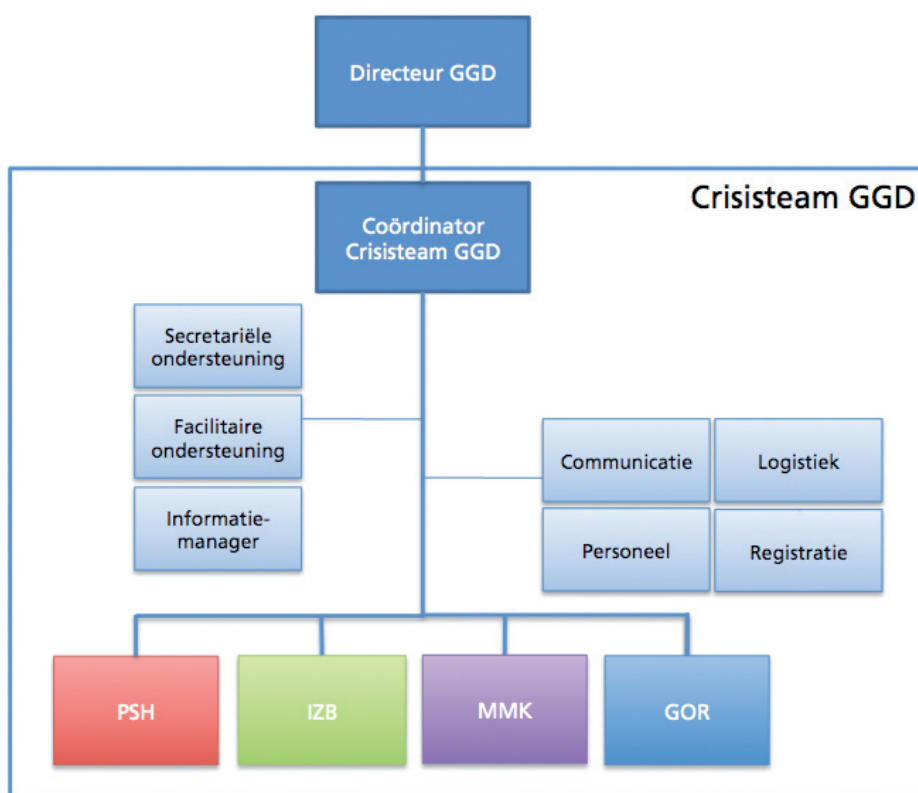 Directeur GGD
Crisisteam GGD
Coördinator
Crisisteam GGD
Secretariële
ondersteuning
Facilitaire
ondersteuning
Informatie-
manager
Communicatie
Logistiek
Personeel
Registratie
PSH
IZB
MMK
GOR